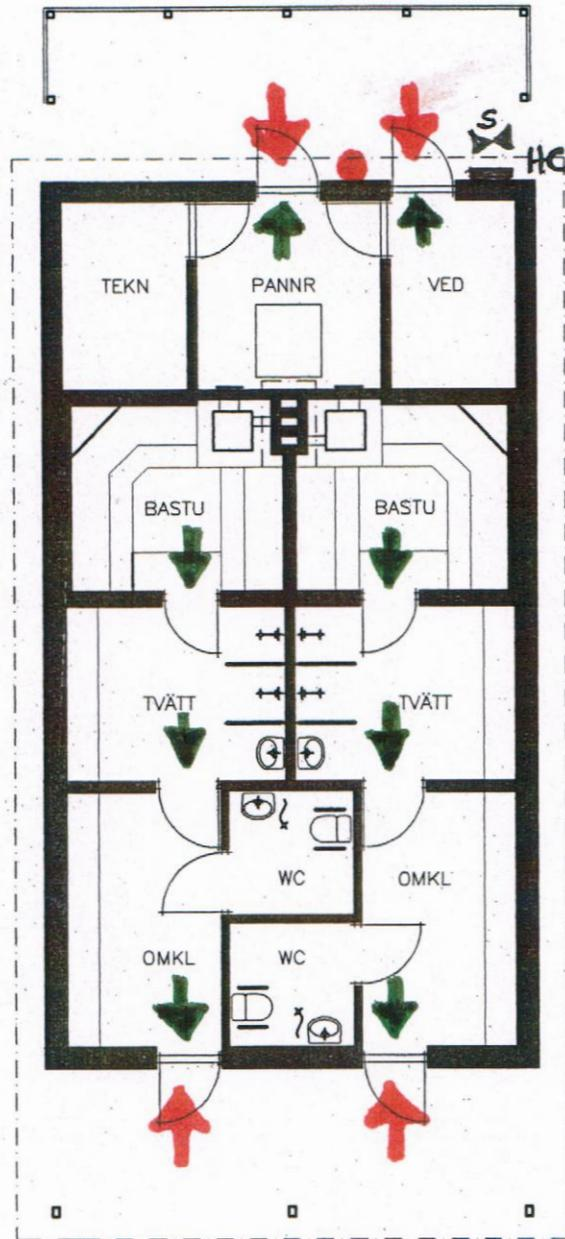 S
HG
TEKN PANNR VED
BASTU BASTU
TVÄTT TVÄTT
WC OMKL
OMKL WC